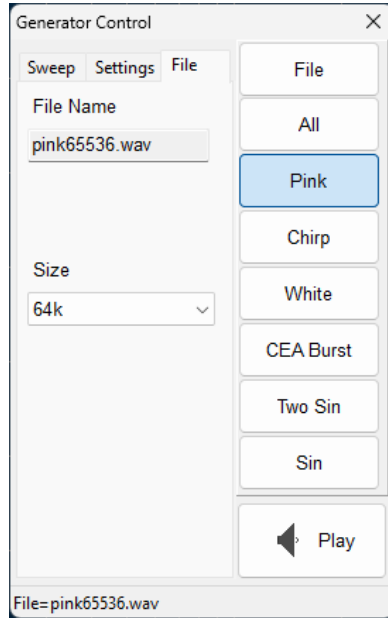 Generator Control
Sweep Settings File
File Name
pink65536.wav
Size
64k
File
All
Pink
Chirp
White
CEA Burst
Two Sin
Sin
Play
File=pink65536.wav